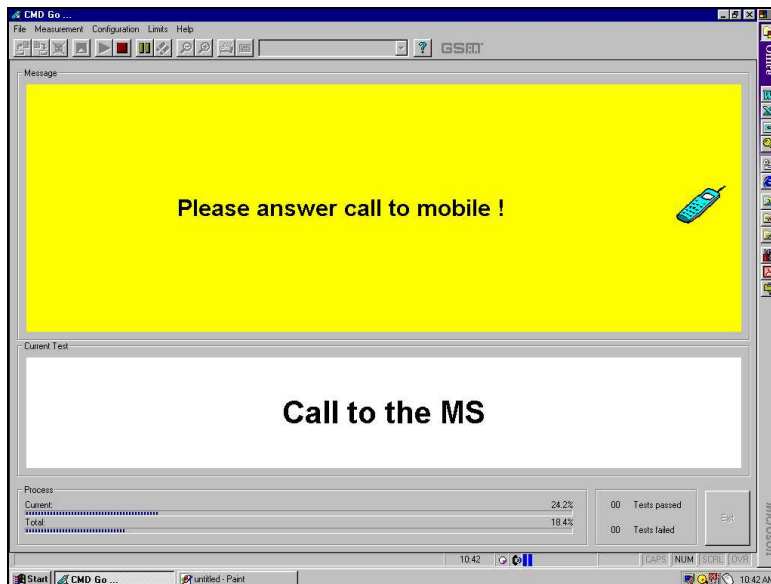 CMD Go ...
File Measurement Configuration Limits Help
GSM
Office
Message
Please answer call to mobile !
Current Test
Call to the MS
Process
Current: 24.2%
Total: 18.4%
00 Tests passed
00 Tests failed
Exit
Microsoft
10:42
CAPS NUM SCRL OVR
Start CMD Go ... untitled - Paint 10:42